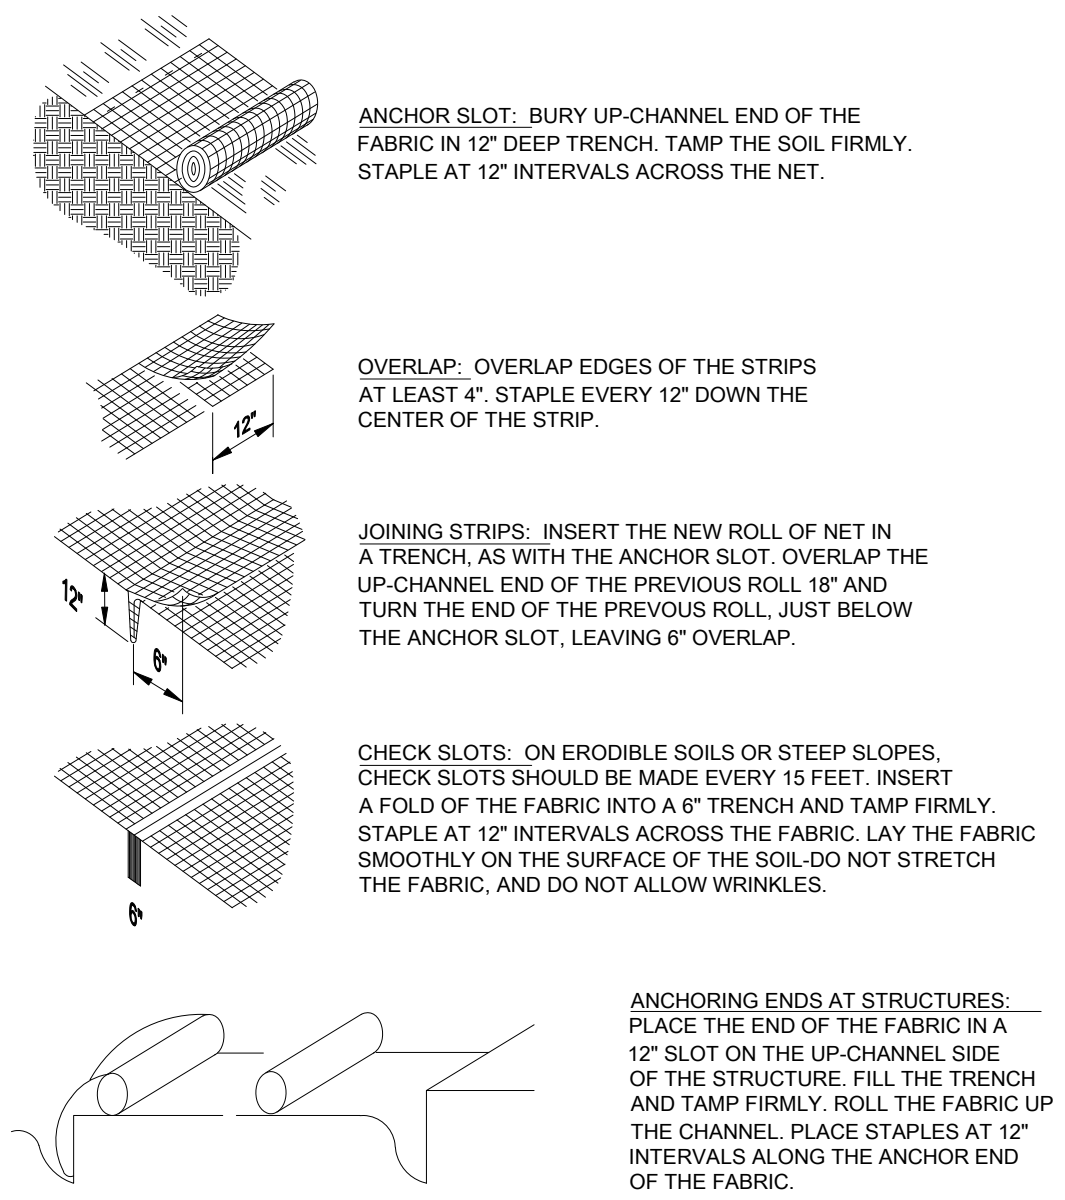 ANCHOR SLOT: BURY UP-CHANNEL END OF THE
FABRIC IN 12" DEEP TRENCH. TAMP THE SOIL FIRMLY.
STAPLE AT 12" INTERVALS ACROSS THE NET.
OVERLAP: OVERLAP EDGES OF THE STRIPS
AT LEAST 4". STAPLE EVERY 12" DOWN THE
CENTER OF THE STRIP.
12"
JOINING STRIPS: INSERT THE NEW ROLL OF NET IN
A TRENCH, AS WITH THE ANCHOR SLOT. OVERLAP THE
UP-CHANNEL END OF THE PREVIOUS ROLL 18" AND
TURN THE END OF THE PREVOUS ROLL, JUST BELOW
THE ANCHOR SLOT, LEAVING 6" OVERLAP.
12"
6"
CHECK SLOTS: ON ERODIBLE SOILS OR STEEP SLOPES,
CHECK SLOTS SHOULD BE MADE EVERY 15 FEET. INSERT
A FOLD OF THE FABRIC INTO A 6" TRENCH AND TAMP FIRMLY.
STAPLE AT 12" INTERVALS ACROSS THE FABRIC. LAY THE FABRIC
SMOOTHLY ON THE SURFACE OF THE SOIL-DO NOT STRETCH
THE FABRIC, AND DO NOT ALLOW WRINKLES.
6"
ANCHORING ENDS AT STRUCTURES:
PLACE THE END OF THE FABRIC IN A
12" SLOT ON THE UP-CHANNEL SIDE
OF THE STRUCTURE. FILL THE TRENCH
AND TAMP FIRMLY. ROLL THE FABRIC UP
THE CHANNEL. PLACE STAPLES AT 12"
INTERVALS ALONG THE ANCHOR END
OF THE FABRIC.